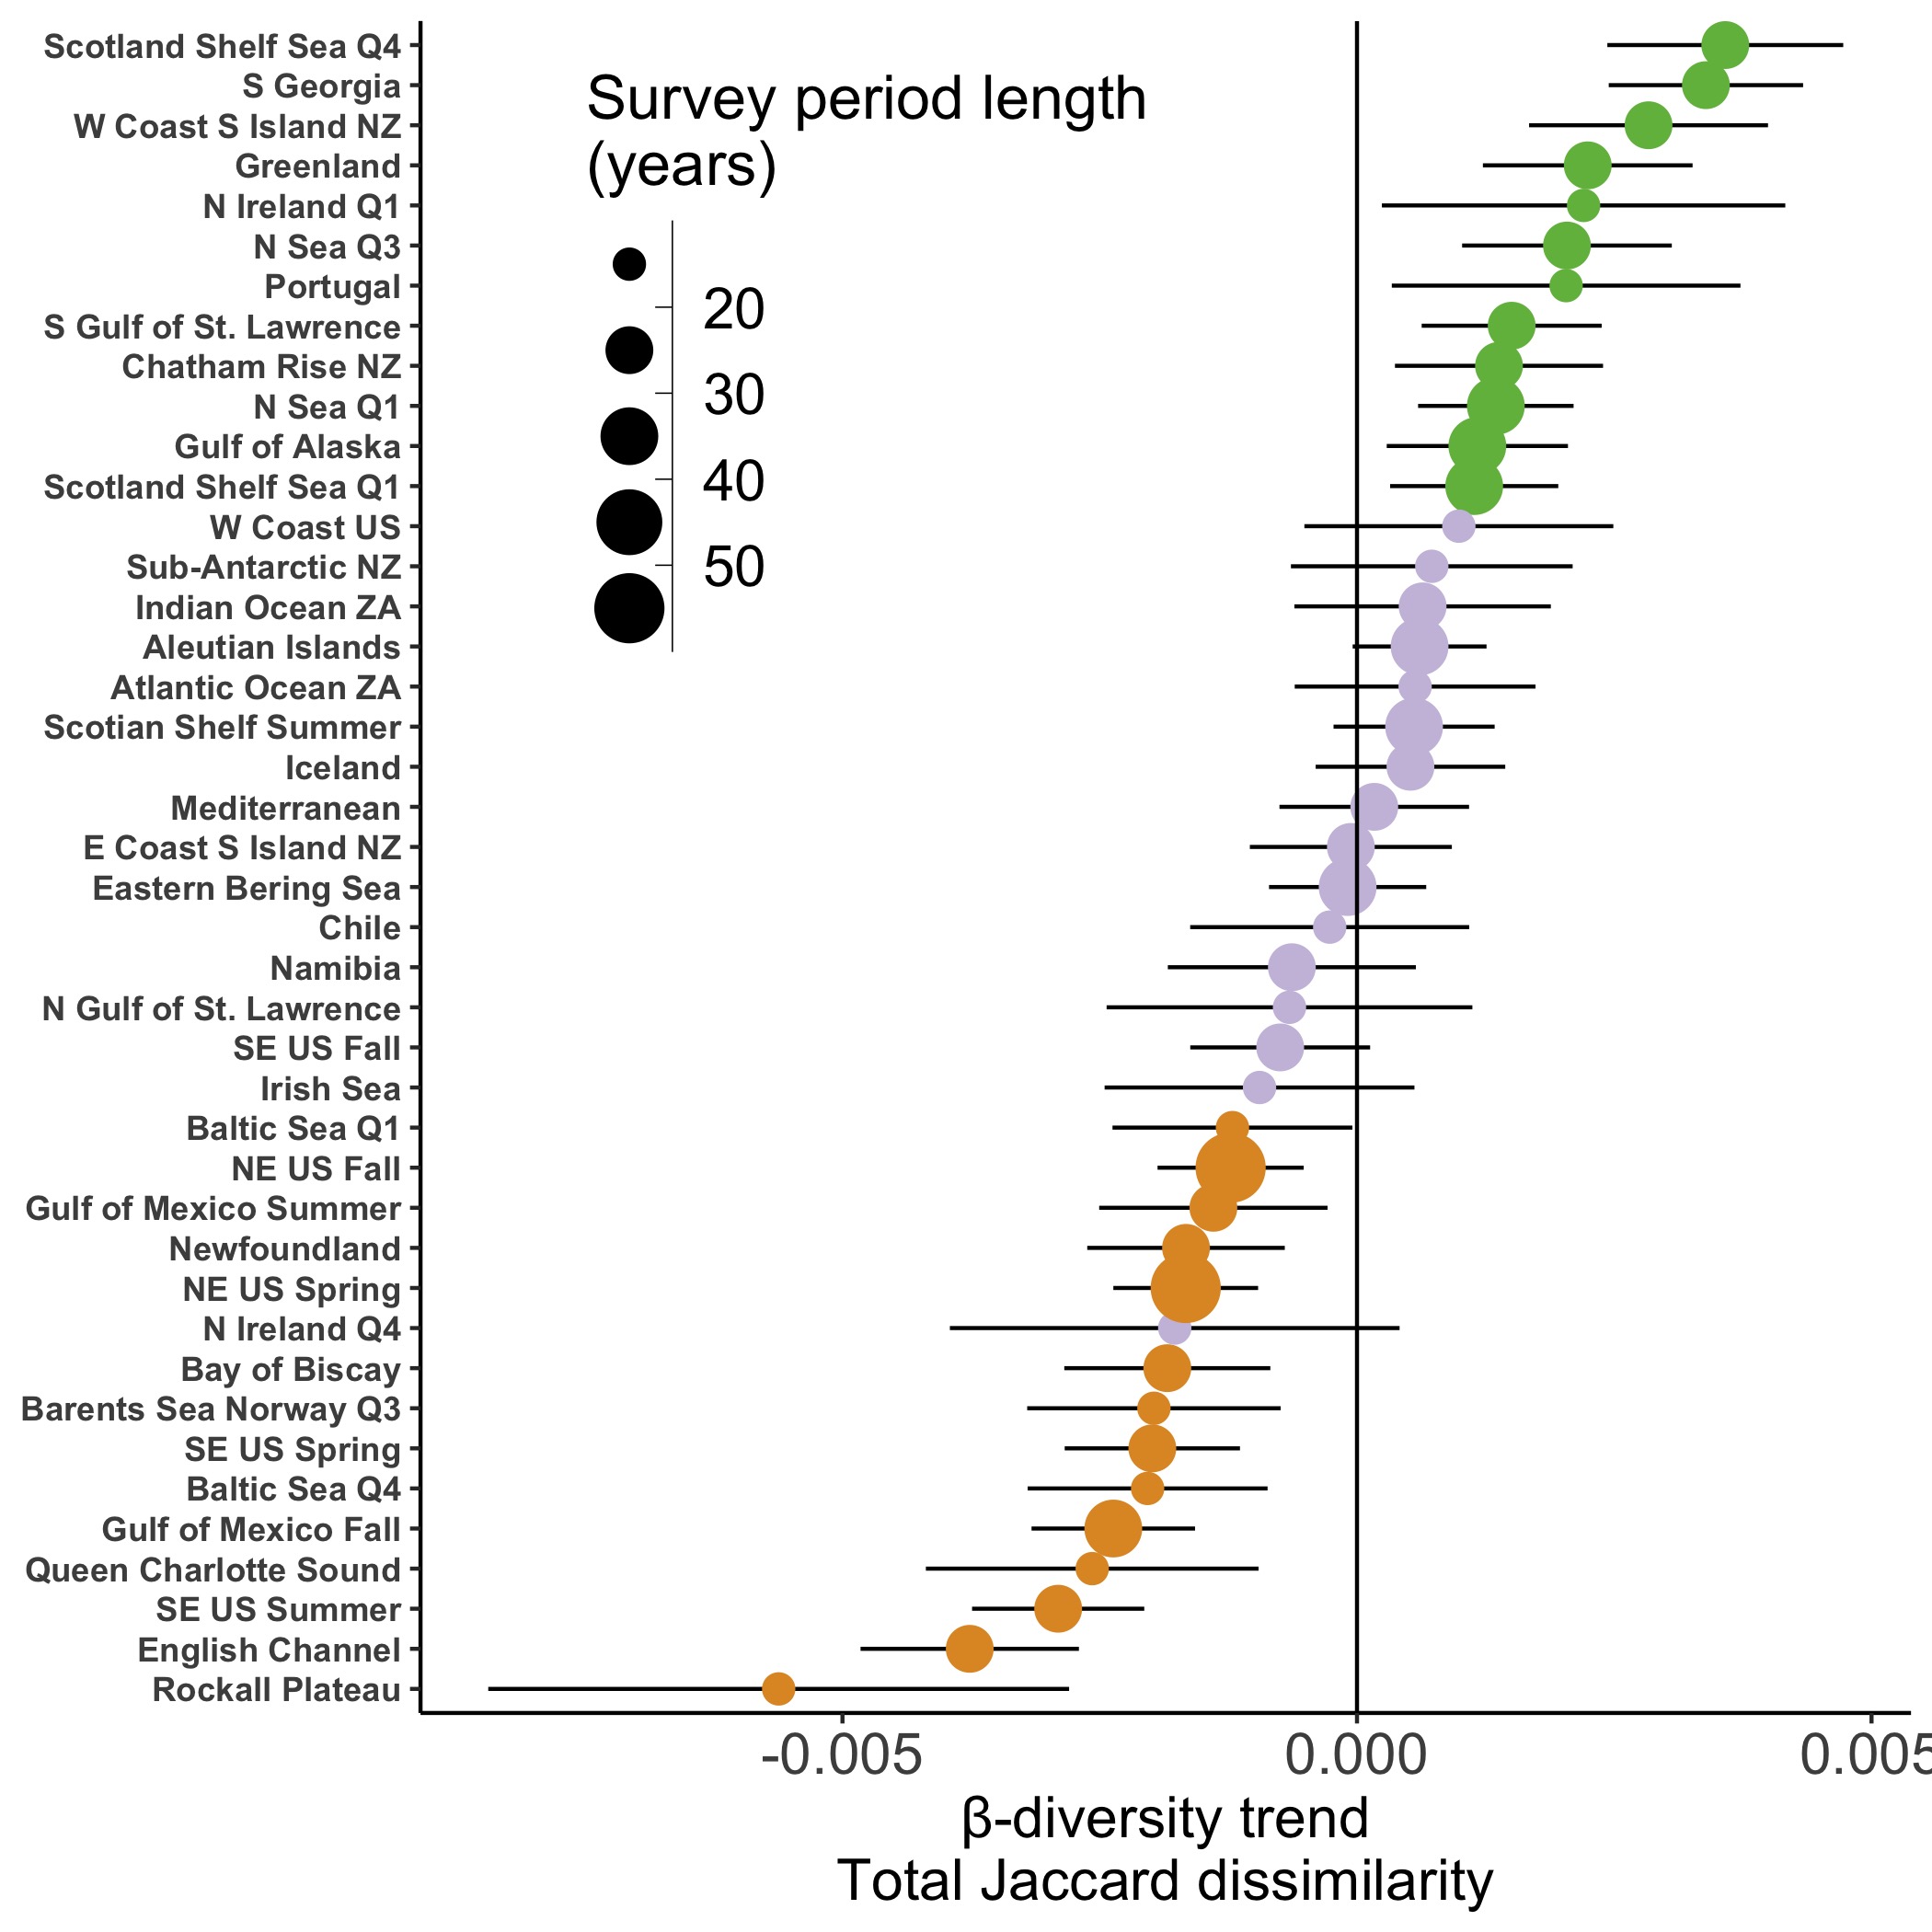 Scotland Shelf Sea Q4
S Georgia
W Coast S Island NZ
Greenland
N Ireland Q1
N Sea Q3
Portugal
S Gulf of St. Lawrence
Chatham Rise NZ
N Sea Q1
Gulf of Alaska
Scotland Shelf Sea Q1
W Coast US
Sub-Antarctic NZ
Indian Ocean ZA
Aleutian Islands
Atlantic Ocean ZA
Scotian Shelf Summer
Iceland
Mediterranean
E Coast S Island NZ
Eastern Bering Sea
Chile
Namibia
N Gulf of St. Lawrence
SE US Fall
Irish Sea
Baltic Sea Q1
NE US Fall
Gulf of Mexico Summer
Newfoundland
NE US Spring
N Ireland Q4
Bay of Biscay
Barents Sea Norway Q3
SE US Spring
Baltic Sea Q4
Gulf of Mexico Fall
Queen Charlotte Sound
SE US Summer
English Channel
Rockall Plateau
Survey period length
(years)
20
30
40
50
-0.005
0.000
0.005
β-diversity trend
Total Jaccard dissimilarity